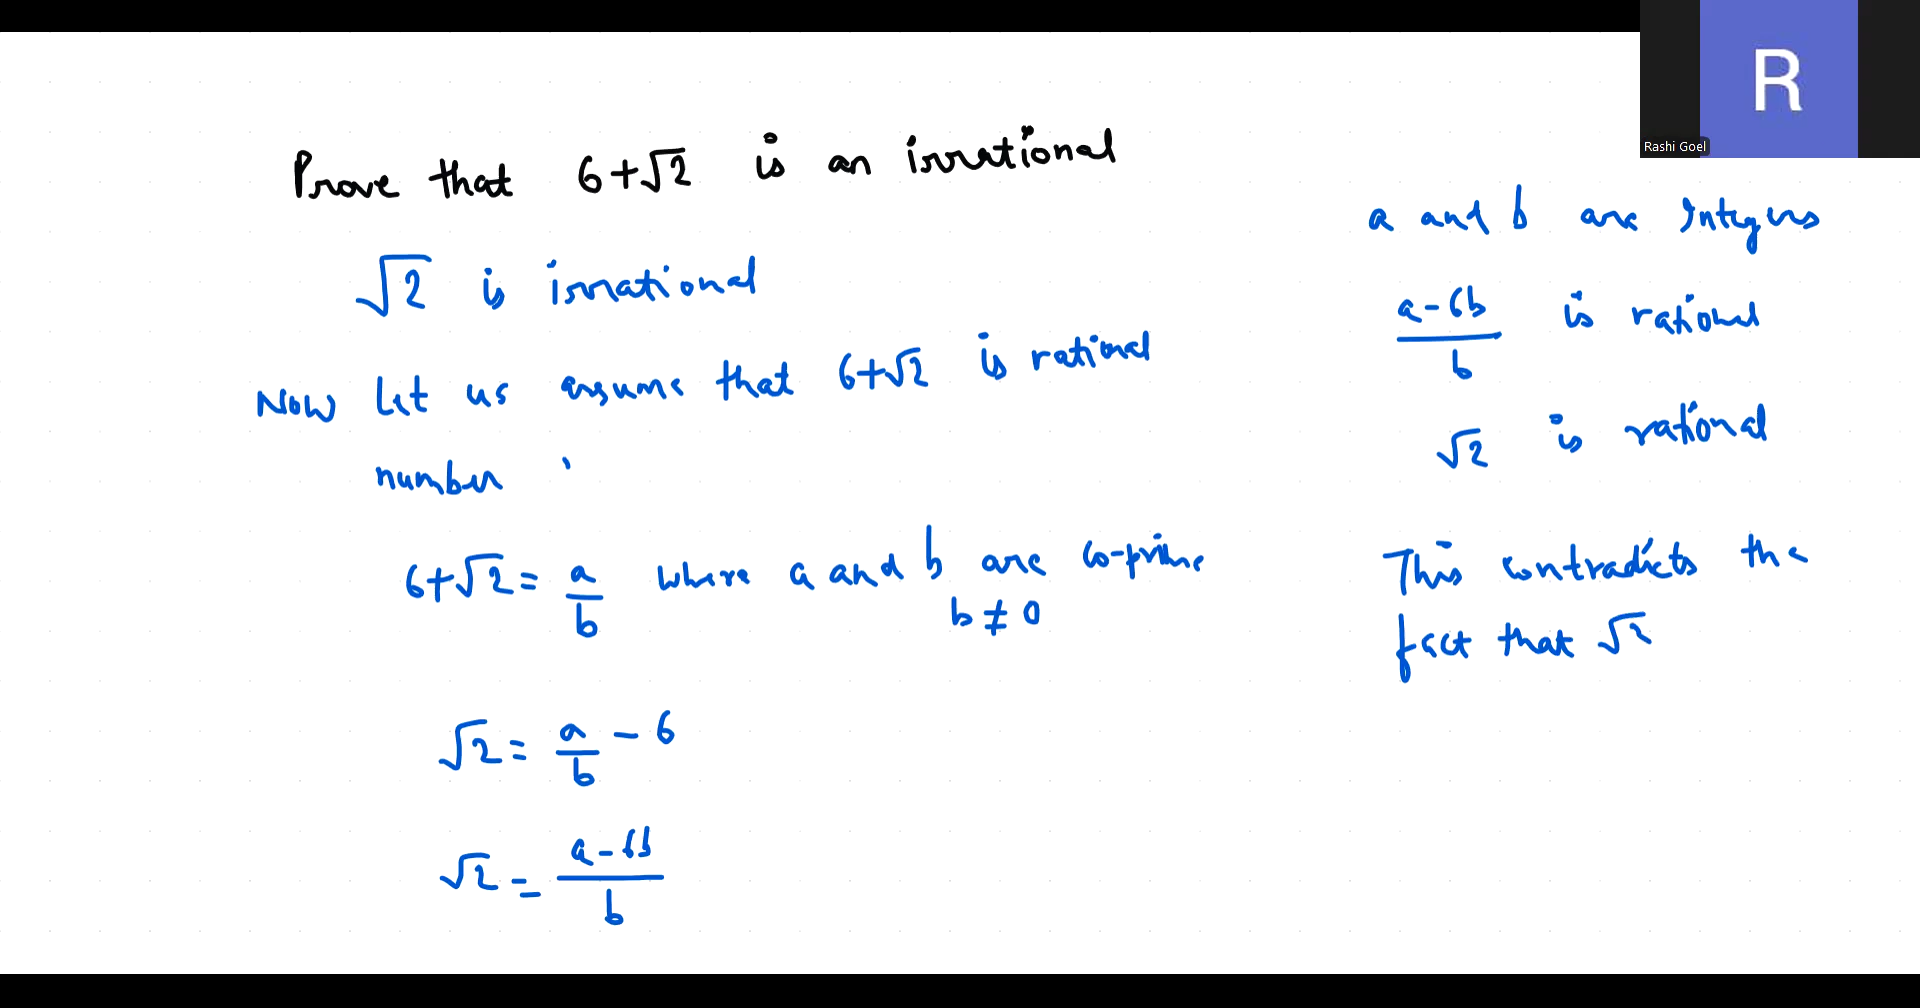 R
Rashi Goel
Prove that 6+√2 is an irrational
√2 is irrational
Now let us assume that 6+√2 is rational
number,
6+√2 = a/b where a and b are co-prime
b ≠ 0
√2 = a/b - 6
√2 = (a-6b)/b
a and b are Integers
(a-6b)/b is rational
√2 is rational
This contradicts the
fact that √2